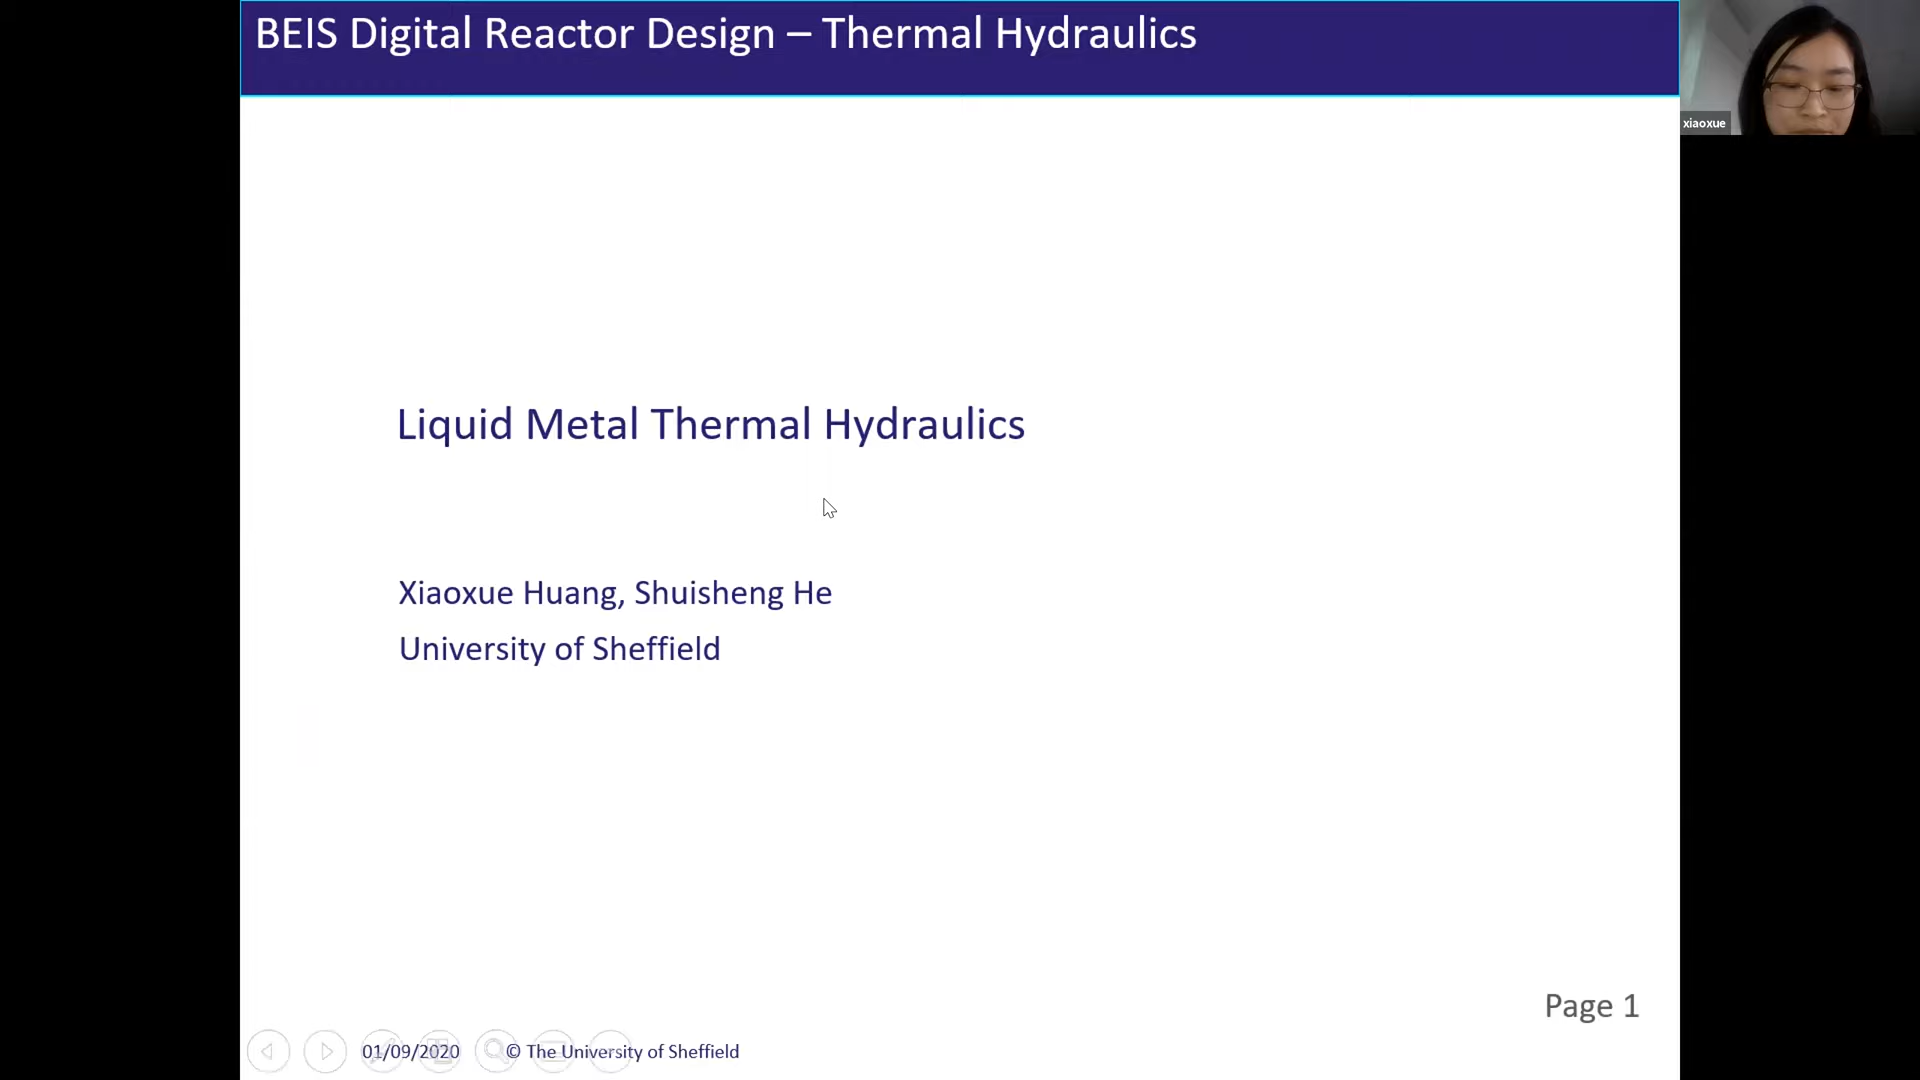 BEIS Digital Reactor Design – Thermal Hydraulics
xiaoxue
Liquid Metal Thermal Hydraulics
Xiaoxue Huang, Shuisheng He
University of Sheffield
Page 1
01/09/2020
© The University of Sheffield